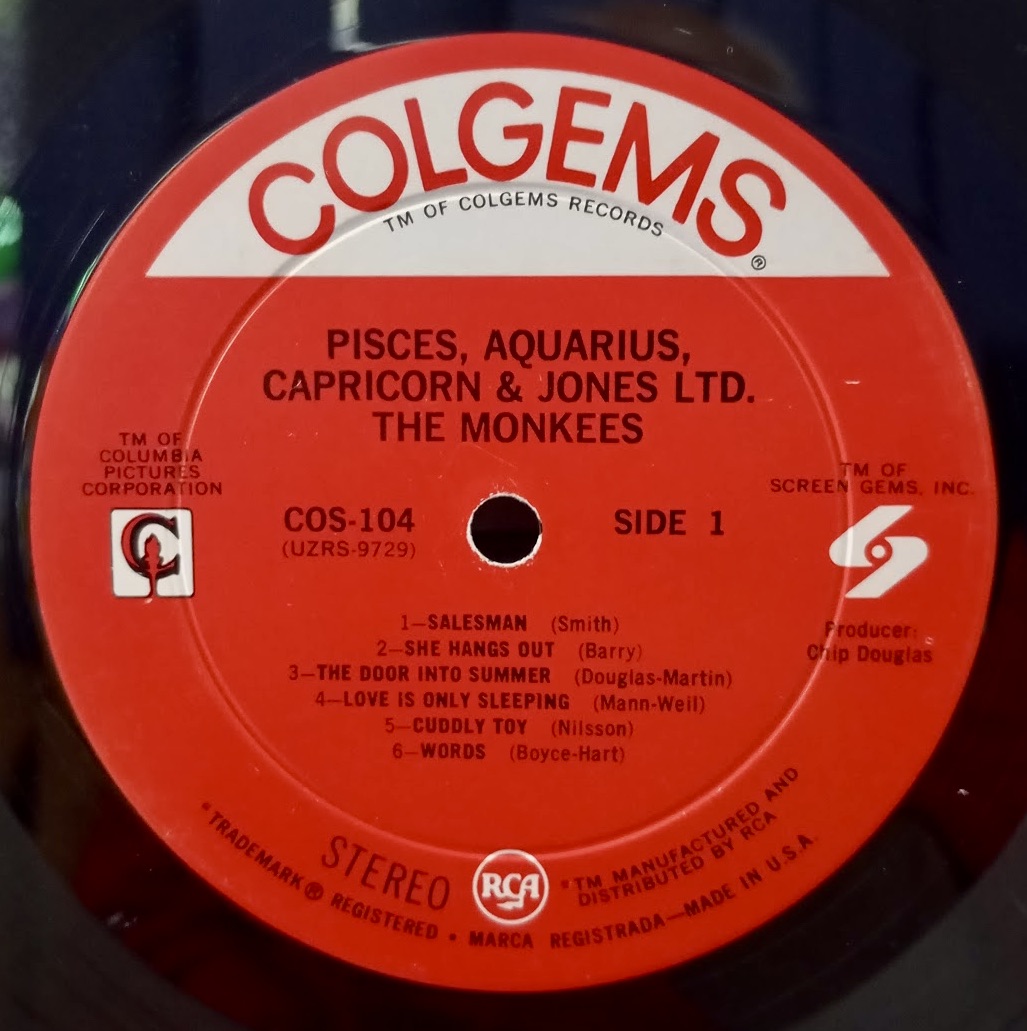 COLGEMS®
TM OF COLGEMS RECORDS
PISCES, AQUARIUS,
CAPRICORN & JONES LTD.
THE MONKEES
TM OF
COLUMBIA
PICTURES
CORPORATION
TM OF
SCREEN GEMS, INC.
COS-104
(UZRS-9729)
SIDE 1
C
1—SALESMAN (Smith)
2—SHE HANGS OUT (Barry)
3—THE DOOR INTO SUMMER (Douglas-Martin)
4—LOVE IS ONLY SLEEPING (Mann-Weil)
5—CUDDLY TOY (Nilsson)
6—WORDS (Boyce-Hart)
Producer:
Chip Douglas
STEREO
RCA
*TM MANUFACTURED AND
DISTRIBUTED BY RCA
*TRADEMARK ® REGISTERED • MARCA REGISTRADA—MADE IN U.S.A.